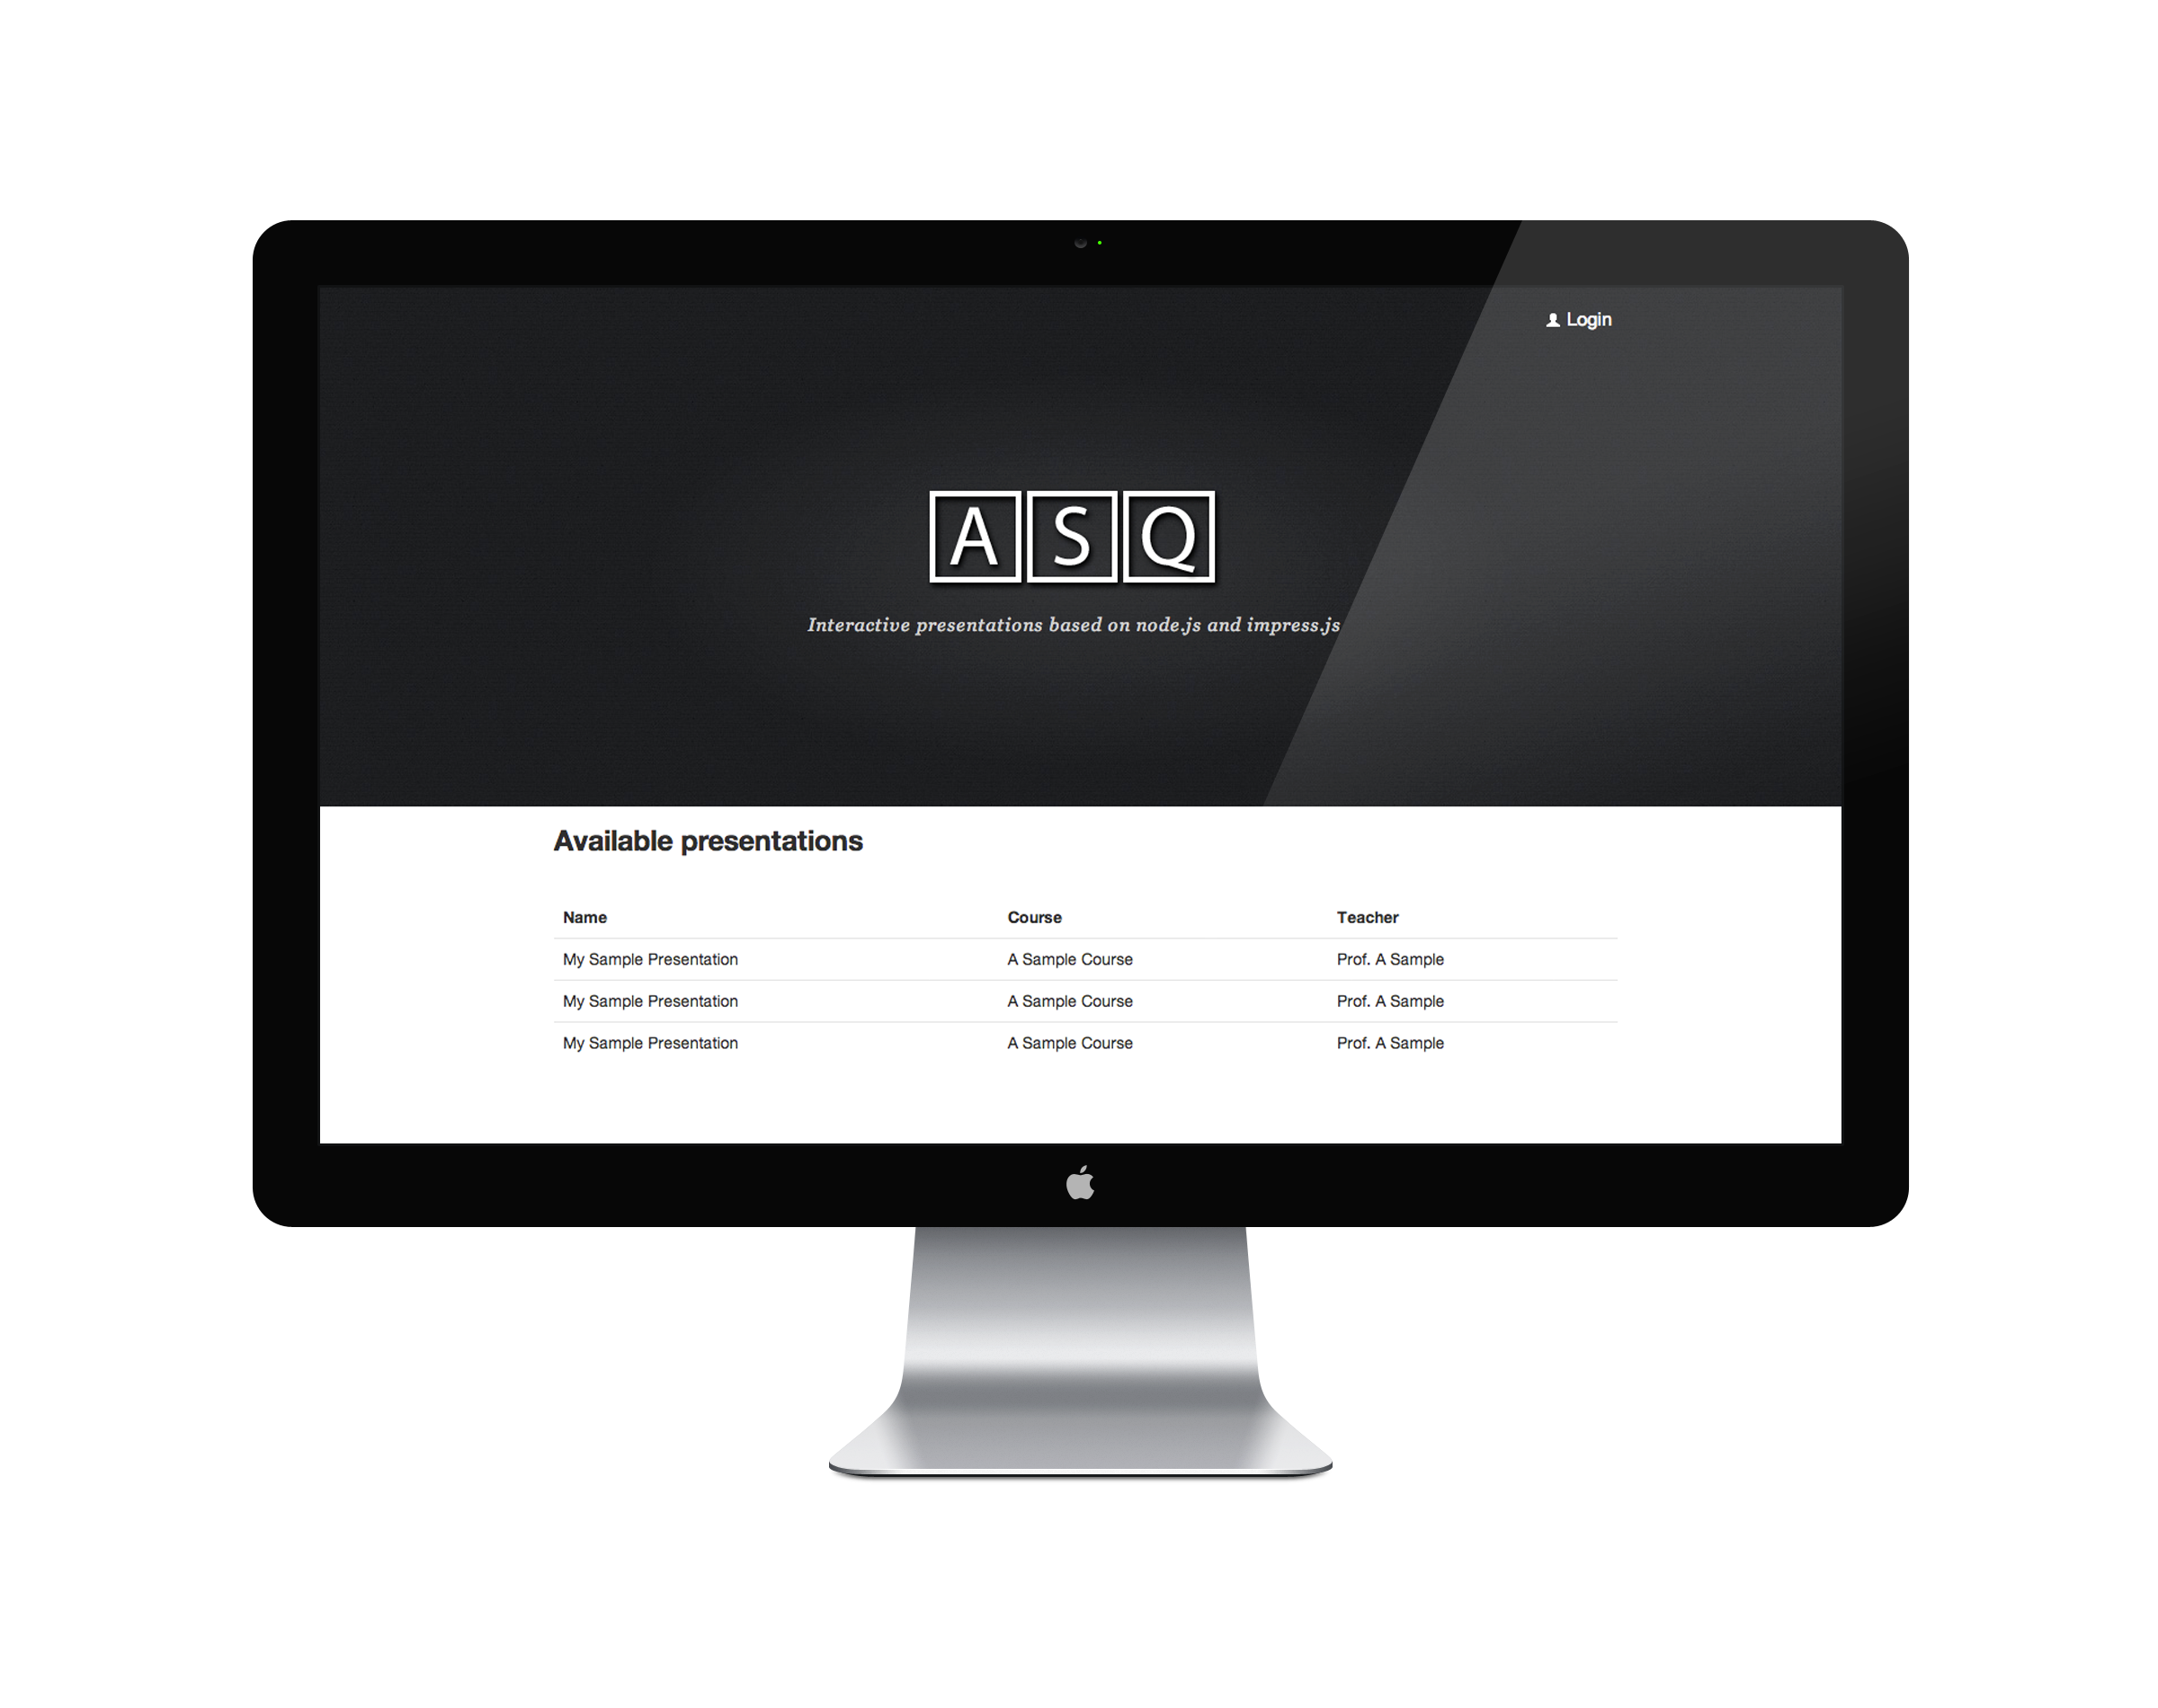 Login
A S Q
Interactive presentations based on node.js and impress.js
Available presentations
Name Course Teacher
My Sample Presentation A Sample Course Prof. A Sample
My Sample Presentation A Sample Course Prof. A Sample
My Sample Presentation A Sample Course Prof. A Sample